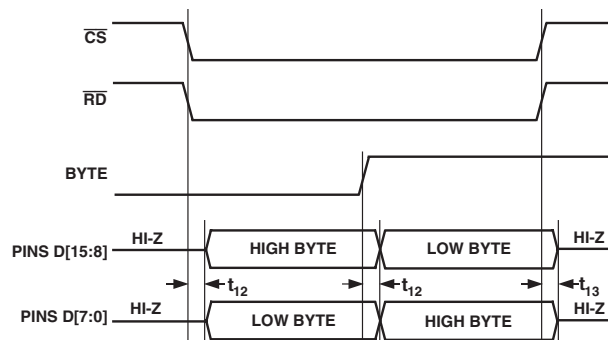 CS
RD
BYTE
PINS D[15:8] HI-Z HIGH BYTE LOW BYTE HI-Z
t12 t12 t13
PINS D[7:0] HI-Z LOW BYTE HIGH BYTE HI-Z